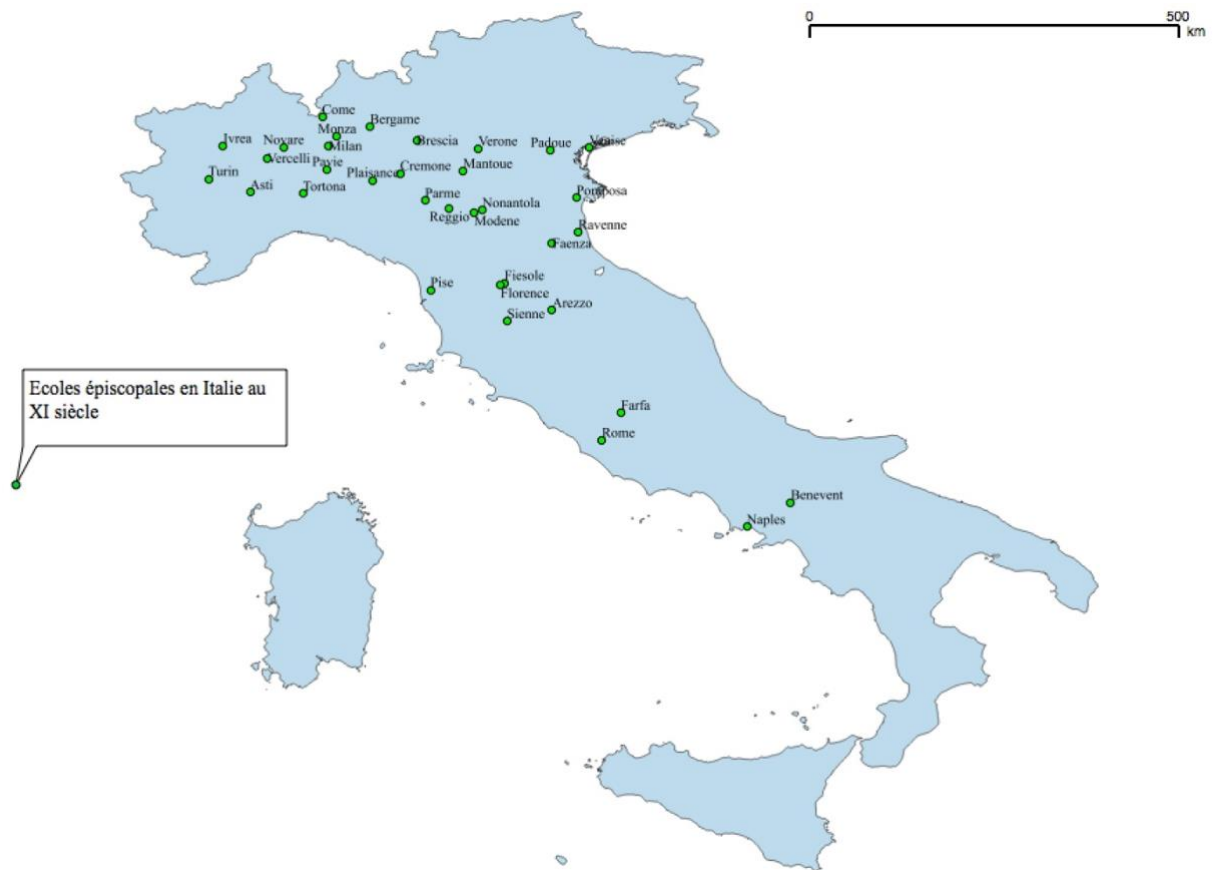 0 500
km
Come
Bergame
Monza
Ivrea Novare Milan Brescia Verone Padoue Venise
Vercelli Pavie
Turin Plaisance Cremone Mantoue
Asti Tortona
Parme Nonantola Pomposa
Reggio Modene
Ravenne
Faenza
Pise Fiesole
Florence
Arezzo
Sienne
Ecoles épiscopales en Italie au
XI siècle
Farfa
Rome
Benevent
Naples